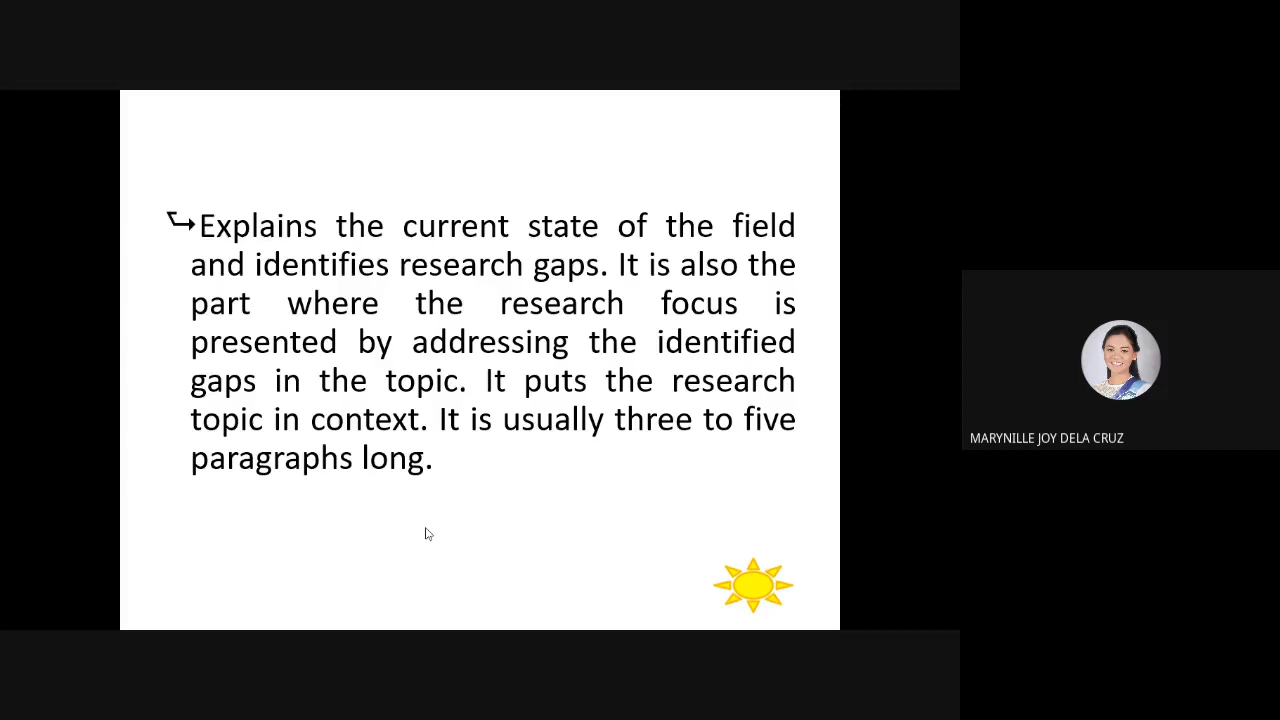 Explains the current state of the field
and identifies research gaps. It is also the
part where the research focus is
presented by addressing the identified
gaps in the topic. It puts the research
topic in context. It is usually three to five
paragraphs long.
MARYNILLE JOY DELA CRUZ